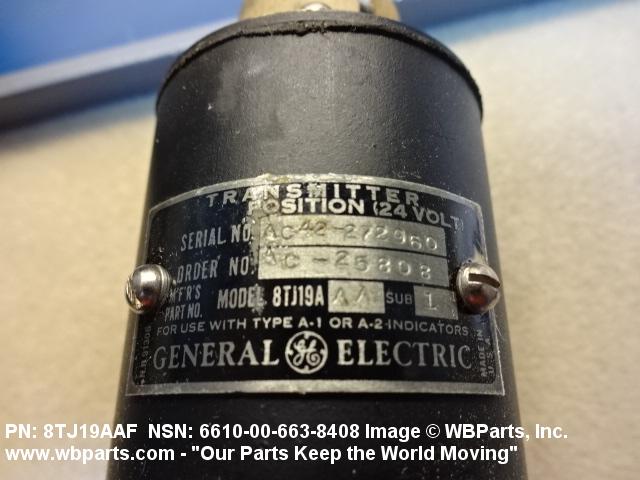 TRANSMITTER
POSITION (24 VOLT)
SERIAL NO. AC42-272960
ORDER NO. AC-25808
M'F'R'S
PART NO. MODEL 8TJ19A AA SUB 1
FOR USE WITH TYPE A-1 OR A-2-INDICATORS
GENERAL GE ELECTRIC
MADE IN
U.S.A.
PN: 8TJ19AAF NSN: 6610-00-663-8408 Image © WBParts, Inc.
www.wbparts.com - "Our Parts Keep the World Moving"